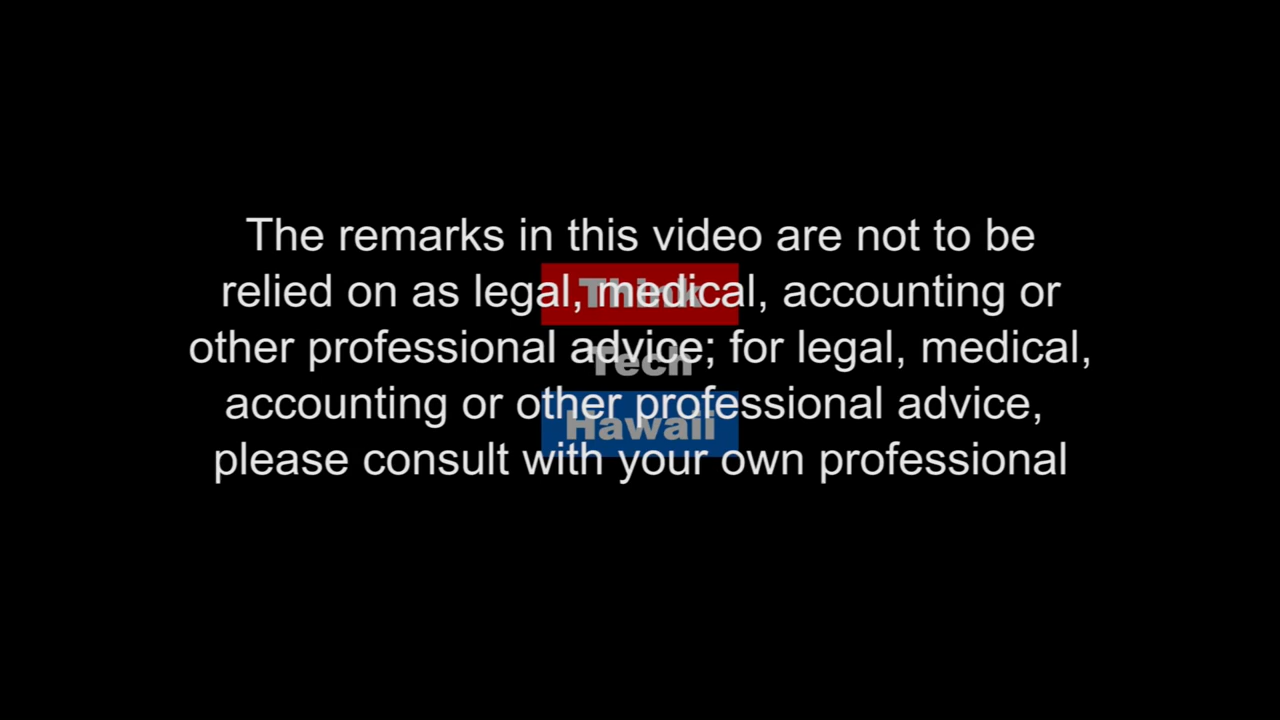 The remarks in this video are not to be
relied on as legal, medical, accounting or
other professional advice; for legal, medical,
accounting or other professional advice,
please consult with your own professional
Think
Tech
Hawaii